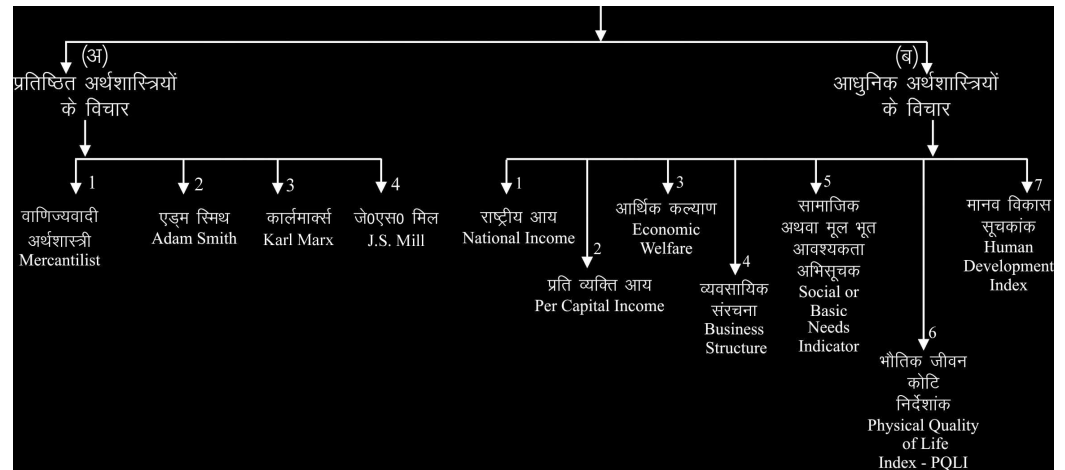 (अ)
प्रतिष्ठित अर्थशास्त्रियों
के विचार
(ब)
आधुनिक अर्थशास्त्रियों
के विचार
1
वाणिज्यवादी
अर्थशास्त्री
Mercantilist
2
एड्म स्मिथ
Adam Smith
3
कार्लमार्क्स
Karl Marx
4
जे0एस0 मिल
J.S. Mill
1
राष्ट्रीय आय
National Income
2
प्रति व्यक्ति आय
Per Capital Income
3
आर्थिक कल्याण
Economic
Welfare
4
व्यवसायिक
संरचना
Business
Structure
5
सामाजिक
अथवा मूल भूत
आवश्यकता
अभिसूचक
Social or
Basic
Needs
Indicator
6
भौतिक जीवन
कोटि
निर्देशांक
Physical Quality
of Life
Index - PQLI
7
मानव विकास
सूचकांक
Human
Development
Index